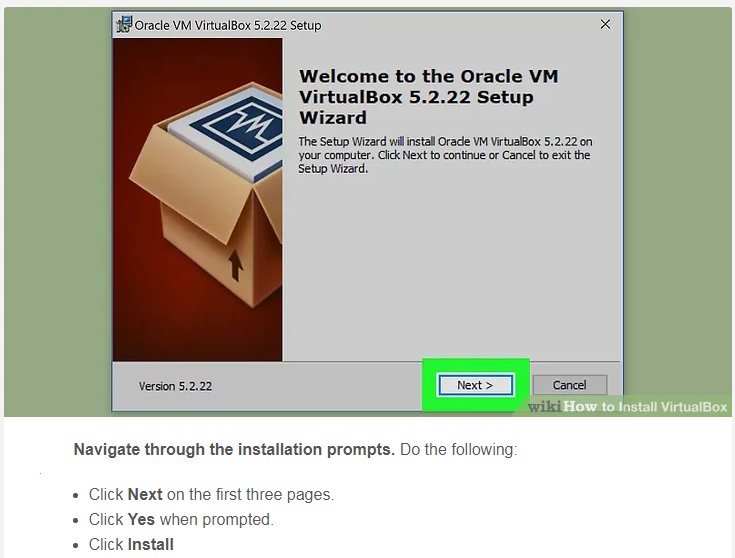 Oracle VM VirtualBox 5.2.22 Setup
Welcome to the Oracle VM
VirtualBox 5.2.22 Setup
Wizard
The Setup Wizard will install Oracle VM VirtualBox 5.2.22 on
your computer. Click Next to continue or Cancel to exit the
Setup Wizard.
Version 5.2.22
Next >
Cancel
wikiHow to Install VirtualBox
Navigate through the installation prompts. Do the following:
Click Next on the first three pages.
Click Yes when prompted.
Click Install